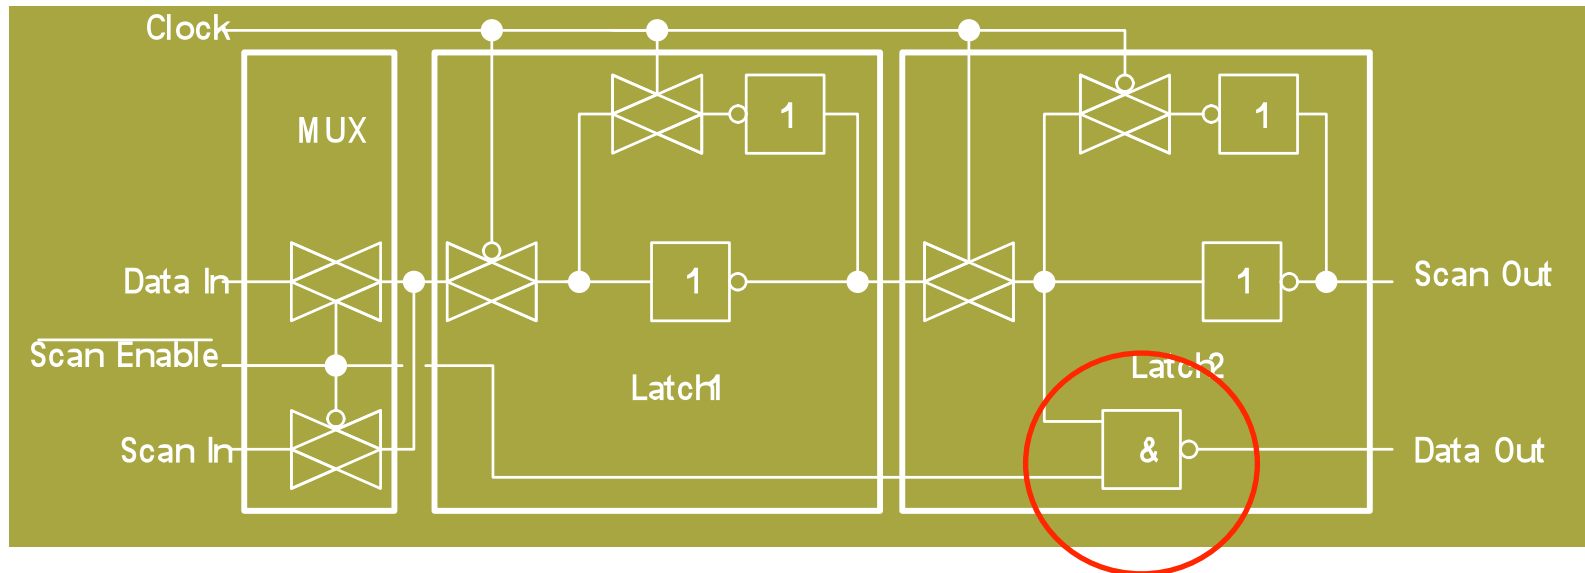 Clock
MUX
1
1
Data In
1
1
Scan Out
Scan Enable
Latch1
Latch2
Scan In
&
Data Out